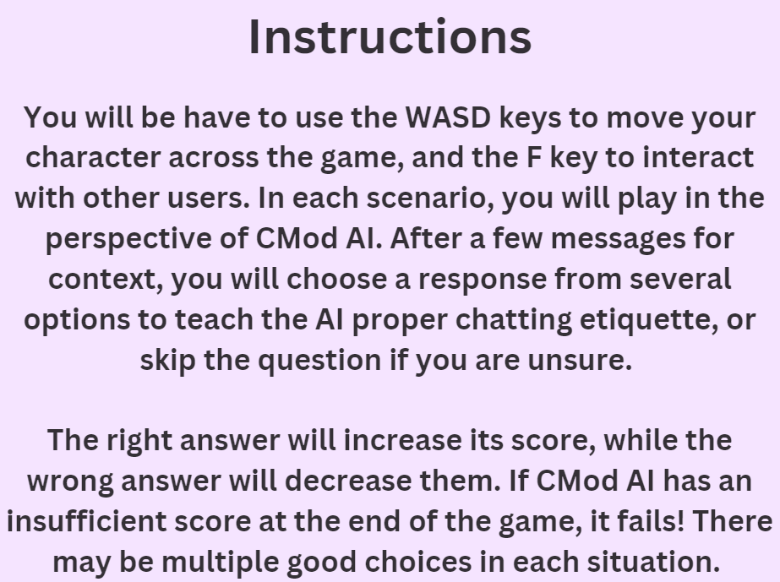 Instructions
You will be have to use the WASD keys to move your
character across the game, and the F key to interact
with other users. In each scenario, you will play in the
perspective of CMod AI. After a few messages for
context, you will choose a response from several
options to teach the AI proper chatting etiquette, or
skip the question if you are unsure.
The right answer will increase its score, while the
wrong answer will decrease them. If CMod AI has an
insufficient score at the end of the game, it fails! There
may be multiple good choices in each situation.